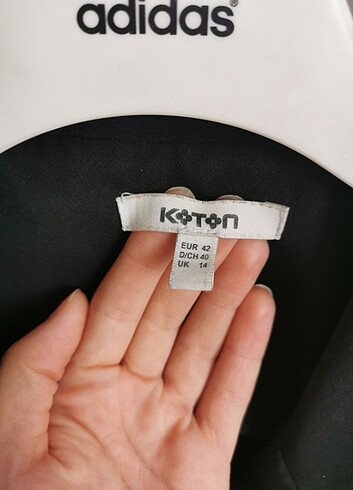 adidas®
KOTON
EUR 42
D/CH 40
UK 14